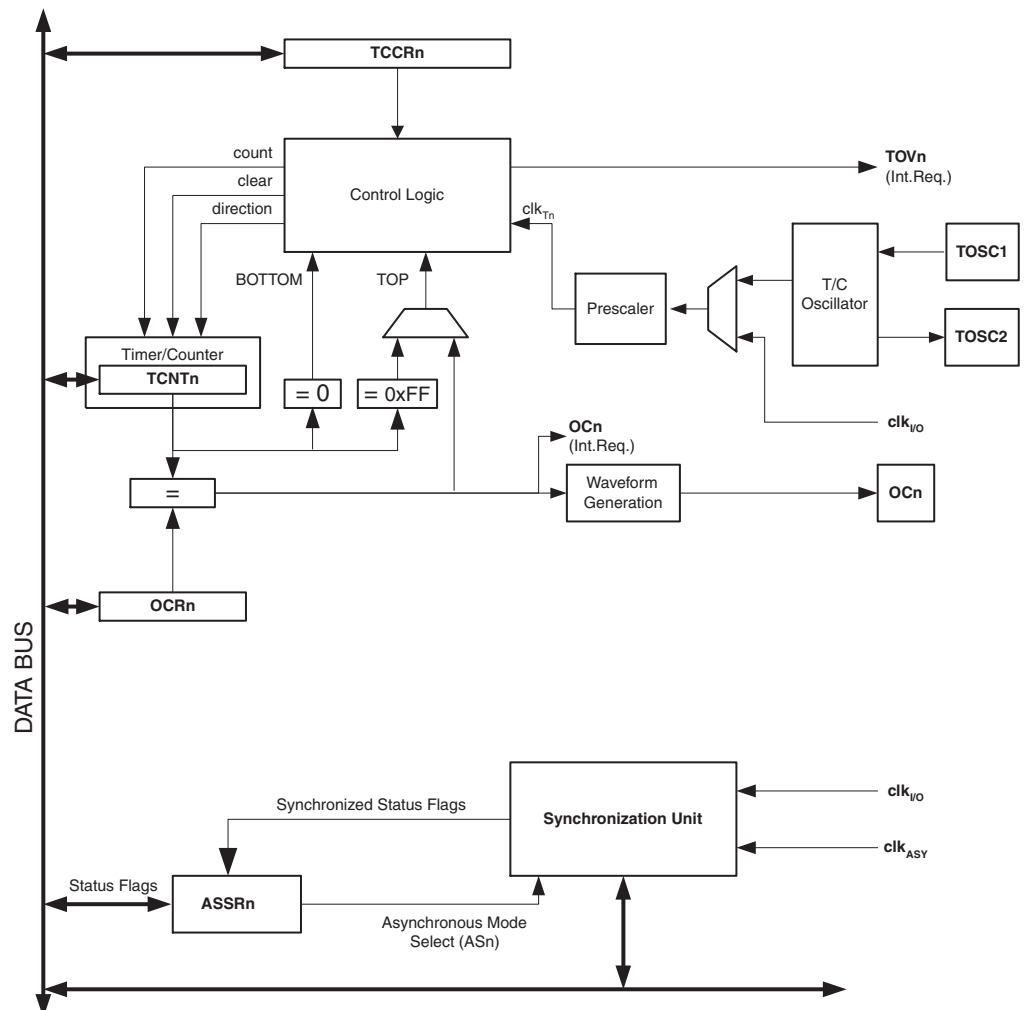 TCCRn
count
clear
direction
Control Logic
TOVn
(Int.Req.)
clkTn
BOTTOM
TOP
TOSC1
T/C
Oscillator
Prescaler
TOSC2
Timer/Counter
TCNTn
= 0
= 0xFF
clkI/O
OCn
(Int.Req.)
=
Waveform
Generation
OCn
OCRn
DATA BUS
Synchronized Status Flags
Synchronization Unit
clkI/O
clkASY
Status Flags
ASSRn
Asynchronous Mode
Select (ASn)